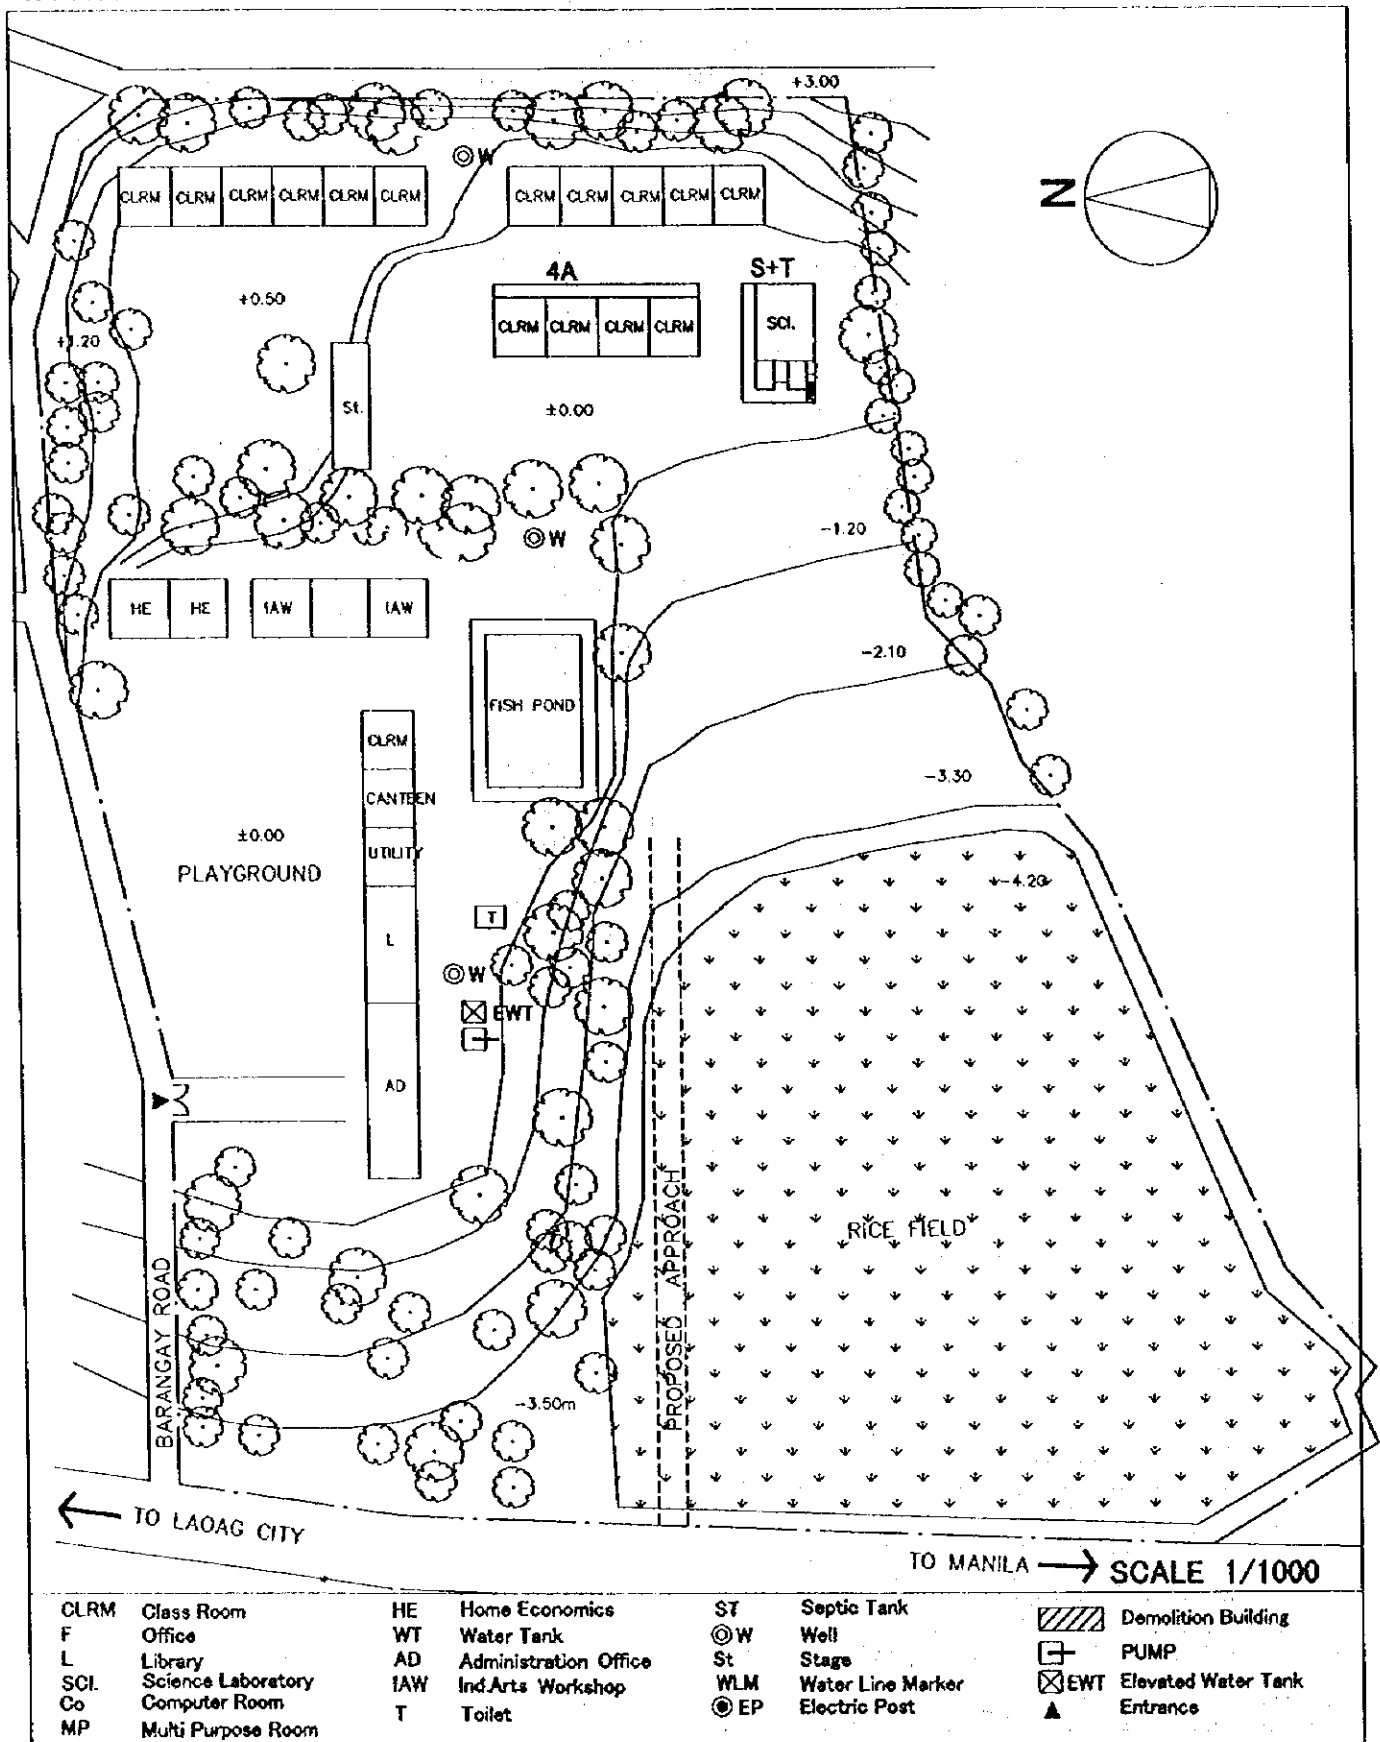 +3.00
W
CLRM CLRM CLRM CLRM CLRM CLRM
CLRM CLRM CLRM CLRM CLRM
N
4A
S+T
+0.50
CLRM CLRM CLRM CLRM
SCI.
+1.20
St.
±0.00
W
-1.20
HE HE IAW IAW
-2.10
FISH POND
CLRM
CANTEEN
-3.30
±0.00
PLAYGROUND
UTILITY
-4.20
T
L
W
EWT
AD
PROPOSED APPROACH
RICE FIELD
BARANGAY ROAD
-3.50m
TO LAOAG CITY
TO MANILA
SCALE 1/1000
CLRM Class Room
F Office
L Library
SCI. Science Laboratory
Co Computer Room
MP Multi Purpose Room
HE Home Economics
WT Water Tank
AD Administration Office
IAW Ind.Arts Workshop
T Toilet
ST Septic Tank
W Well
St Stage
WLM Water Line Marker
EP Electric Post
Demolition Building
PUMP
EWT Elevated Water Tank
Entrance